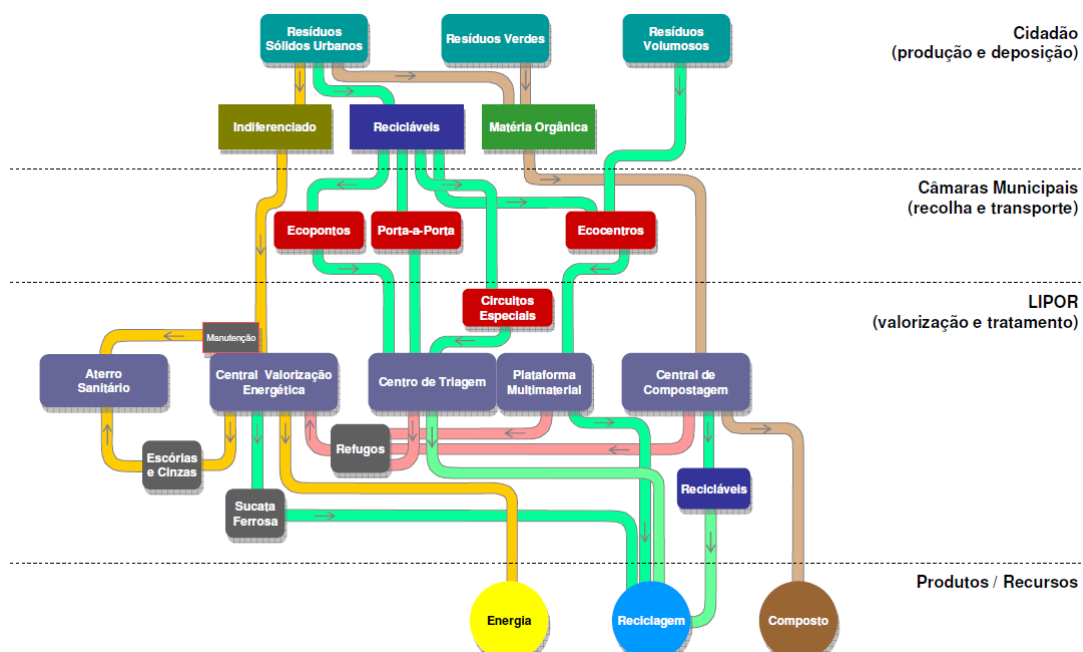 Resíduos
Sólidos Urbanos
Resíduos Verdes
Resíduos
Volumosos
Cidadão
(produção e deposição)
Indiferenciado
Recicláveis
Matéria Orgânica
Câmaras Municipais
(recolha e transporte)
Ecopontos
Porta-a-Porta
Ecocentros
Circuitos
Especiais
LIPOR
(valorização e tratamento)
Manutenção
Aterro
Sanitário
Central Valorização
Energética
Centro de Triagem
Plataforma
Multimaterial
Central de
Compostagem
Refugos
Escórias
e Cinzas
Recicláveis
Sucata
Ferrosa
Produtos / Recursos
Energia
Reciclagem
Composto